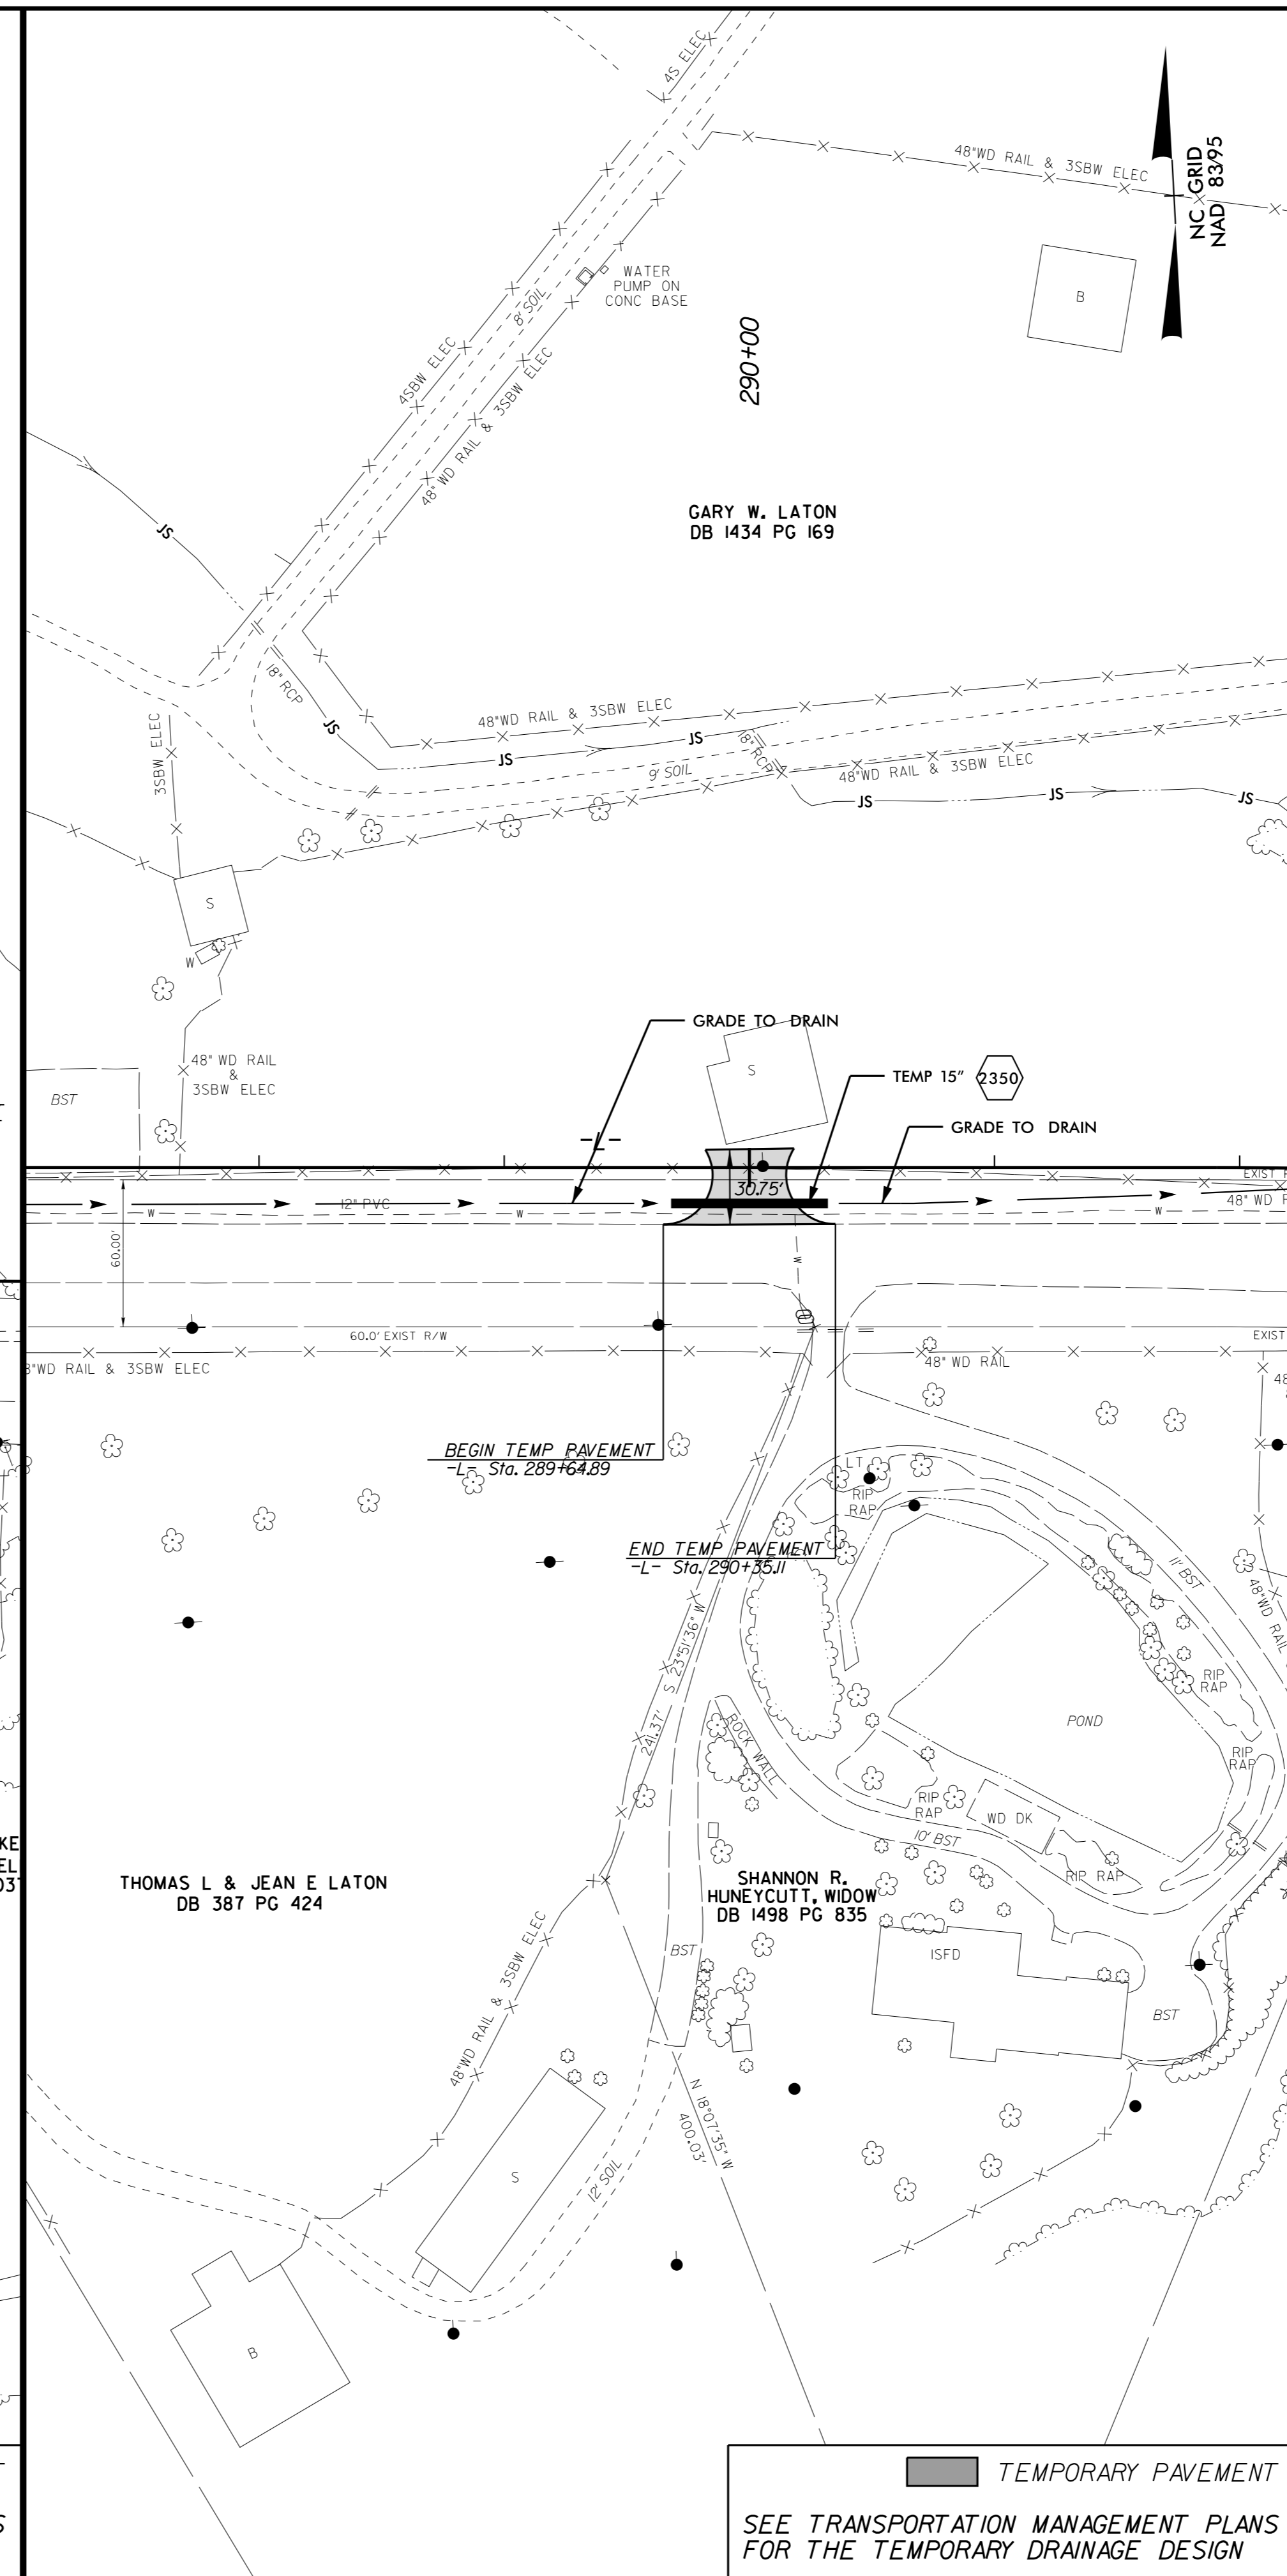 4S ELEC
48"WD RAIL & 3SBW ELEC
NC GRID
NAD 83/95
WATER
PUMP ON
CONC BASE
B
8' SOIL
290+00
4SBW ELEC
48" WD RAIL & 3SBW ELEC
GARY W. LATON
DB 1434 PG 169
JS
18" RCP
JS
48"WD RAIL & 3SBW ELEC
3SBW ELEC
JS
JS
18" RCP
9' SOIL
48"WD RAIL & 3SBW ELEC
JS
JS
JS
S
W
GRADE TO DRAIN
48" WD RAIL
&
3SBW ELEC
BST
S
TEMP 15" 2350
GRADE TO DRAIN
-L-
EXIST
30.75'
12" PVC
48" WD
W
W
W
60.00'
W
60.0' EXIST R/W
EXIST
"WD RAIL & 3SBW ELEC
48" WD RAIL
48
BEGIN TEMP PAVEMENT
-L- Sta. 289+64.89
LT
RIP
RAP
END TEMP PAVEMENT
-L- Sta. 290+35.11
11' BST
48"WD RAIL
S 23°51'36" W
241.37'
RIP
RAP
ROCK WALL
POND
RIP
RAP
RIP
RAP
WD DK
10' BST
RIP RAP
KE
EL
THOMAS L & JEAN E LATON
DB 387 PG 424
SHANNON R.
HUNEYCUTT, WIDOW
DB 1498 PG 835
BST
ISFD
48"WD RAIL & 3SBW ELEC
BST
N 18°07'35" W
400.03'
12' SOIL
S
B
TEMPORARY PAVEMENT
S
SEE TRANSPORTATION MANAGEMENT PLANS
FOR THE TEMPORARY DRAINAGE DESIGN